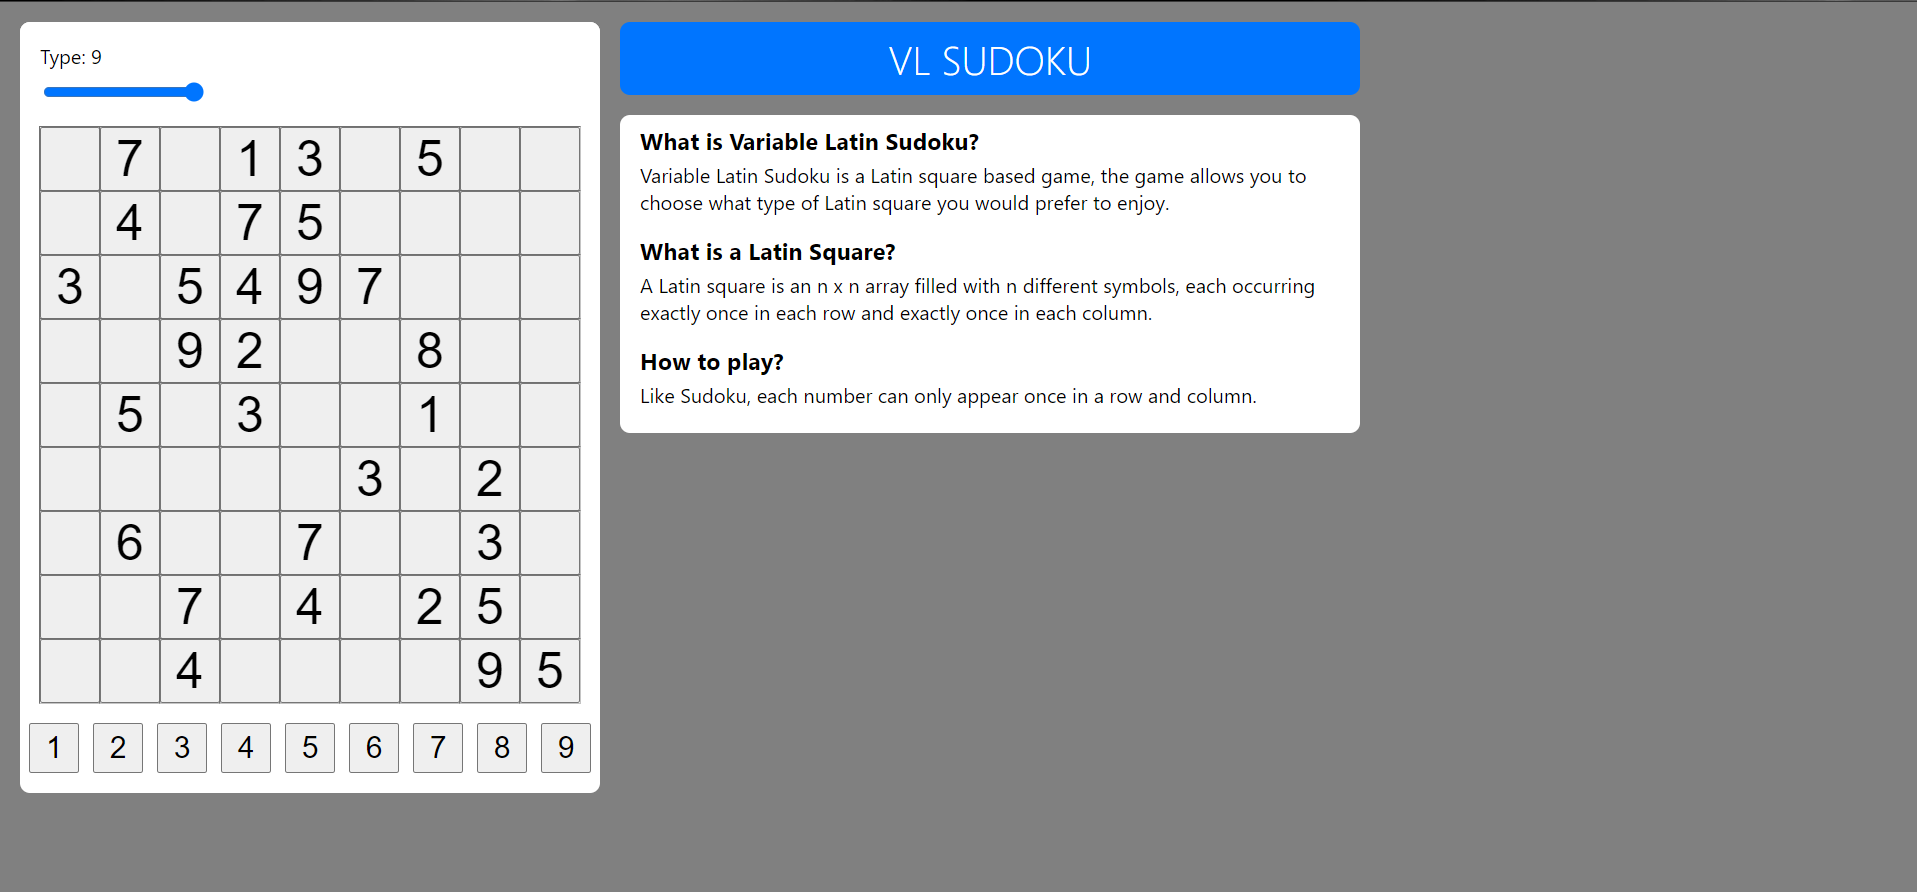 Type: 9
7 1 3 5
4 7 5
3 5 4 9 7
9 2 8
5 3 1
3 2
6 7 3
7 4 2 5
4 9 5
1 2 3 4 5 6 7 8 9
VL SUDOKU
What is Variable Latin Sudoku?
Variable Latin Sudoku is a Latin square based game, the game allows you to
choose what type of Latin square you would prefer to enjoy.
What is a Latin Square?
A Latin square is an n x n array filled with n different symbols, each occurring
exactly once in each row and exactly once in each column.
How to play?
Like Sudoku, each number can only appear once in a row and column.